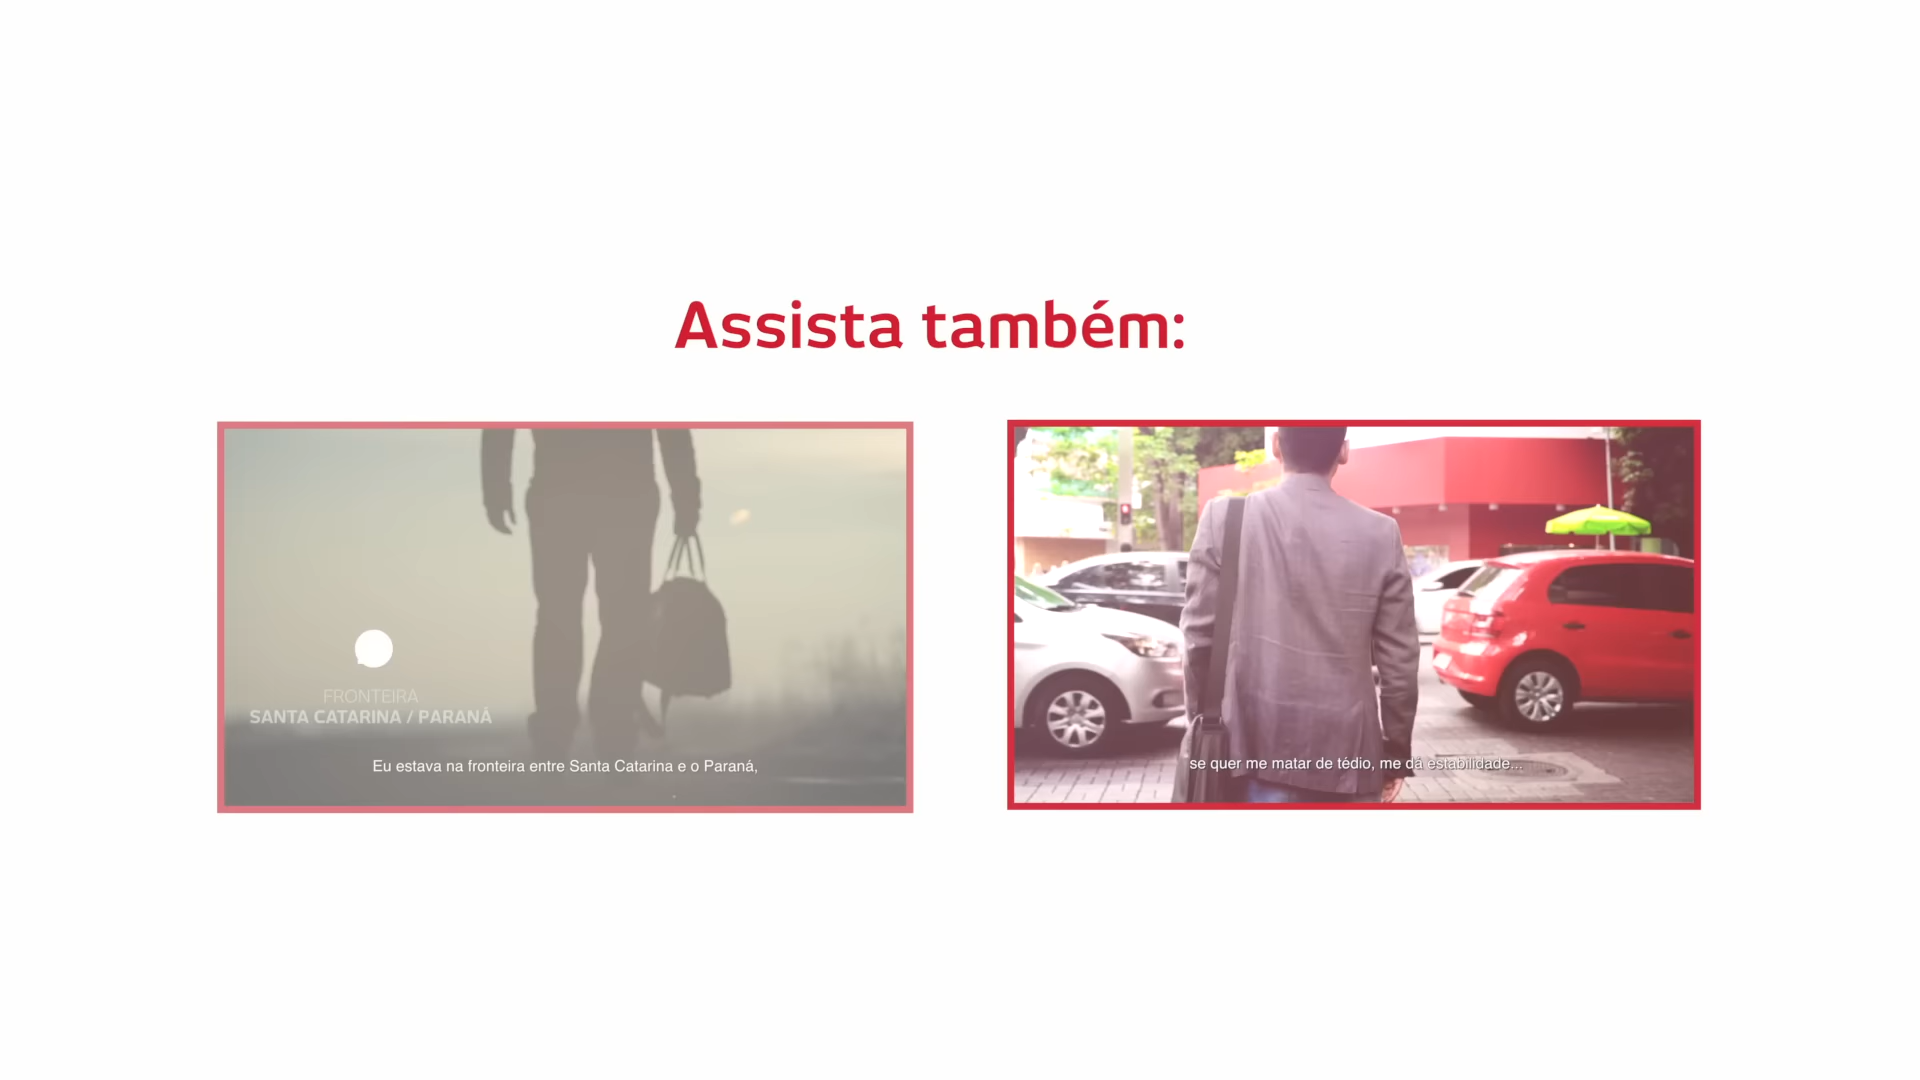 Assista também:
FRONTEIRA
SANTA CATARINA / PARANÁ
Eu estava na fronteira entre Santa Catarina e o Paraná,
se quer me matar de tédio, me dá estabilidade...